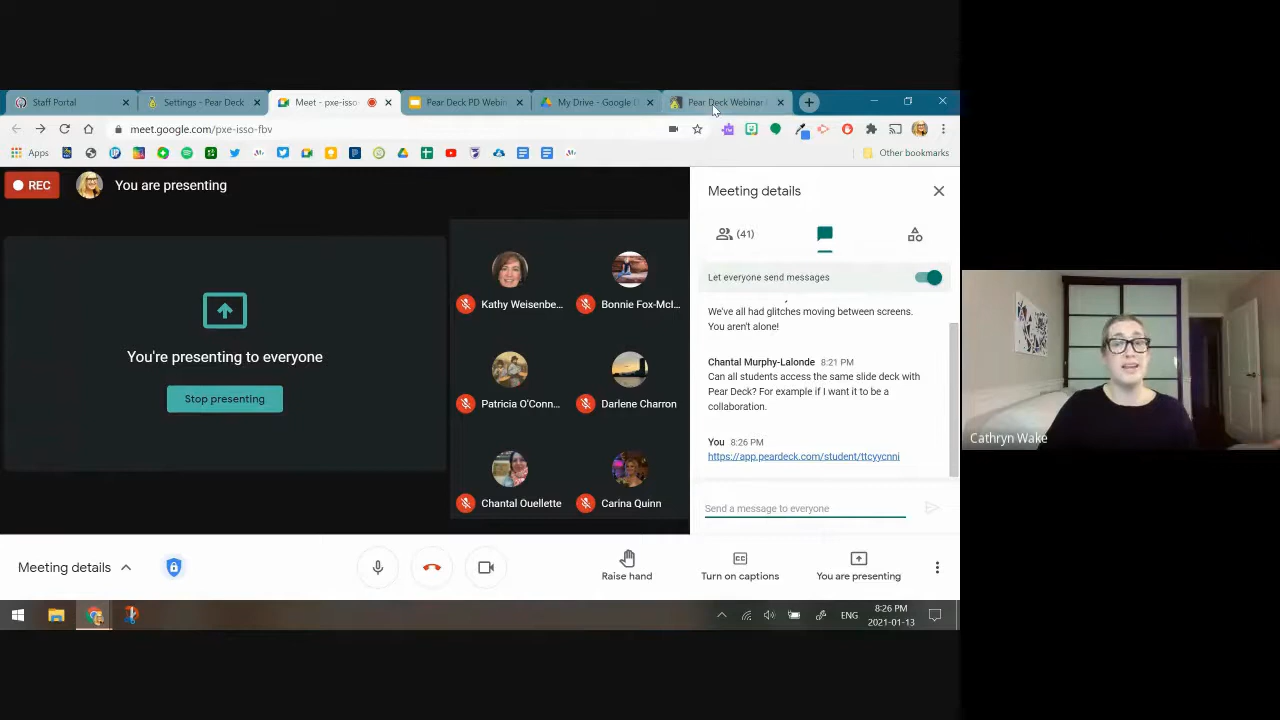 Staff Portal
Settings - Pear Deck
Meet - pxe-isso
Pear Deck PD Webin
My Drive - Google
Pear Deck Webinar
meet.google.com/pxe-isso-fbv
Apps
Other bookmarks
REC
You are presenting
You're presenting to everyone
Stop presenting
Kathy Weisenbe...
Bonnie Fox-McI...
Patricia O'Conn...
Darlene Charron
Chantal Ouellette
Carina Quinn
Meeting details
(41)
Let everyone send messages
We've all had glitches moving between screens.
You aren't alone!
Chantal Murphy-Lalonde 8:21 PM
Can all students access the same slide deck with
Pear Deck? For example if I want it to be a
collaboration.
You 8:26 PM
https://app.peardeck.com/student/ttcyycnni
Send a message to everyone
Meeting details
Raise hand
CC
Turn on captions
You are presenting
ENG
8:26 PM
2021-01-13
Cathryn Wake